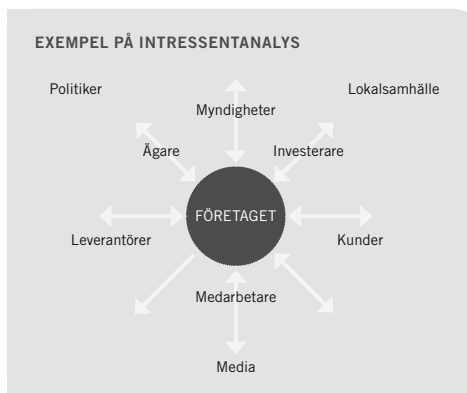 EXEMPEL PÅ INTRESSENTANALYS
Politiker
Lokalsamhälle
Myndigheter
Ägare
Investerare
FÖRETAGET
Leverantörer
Kunder
Medarbetare
Media